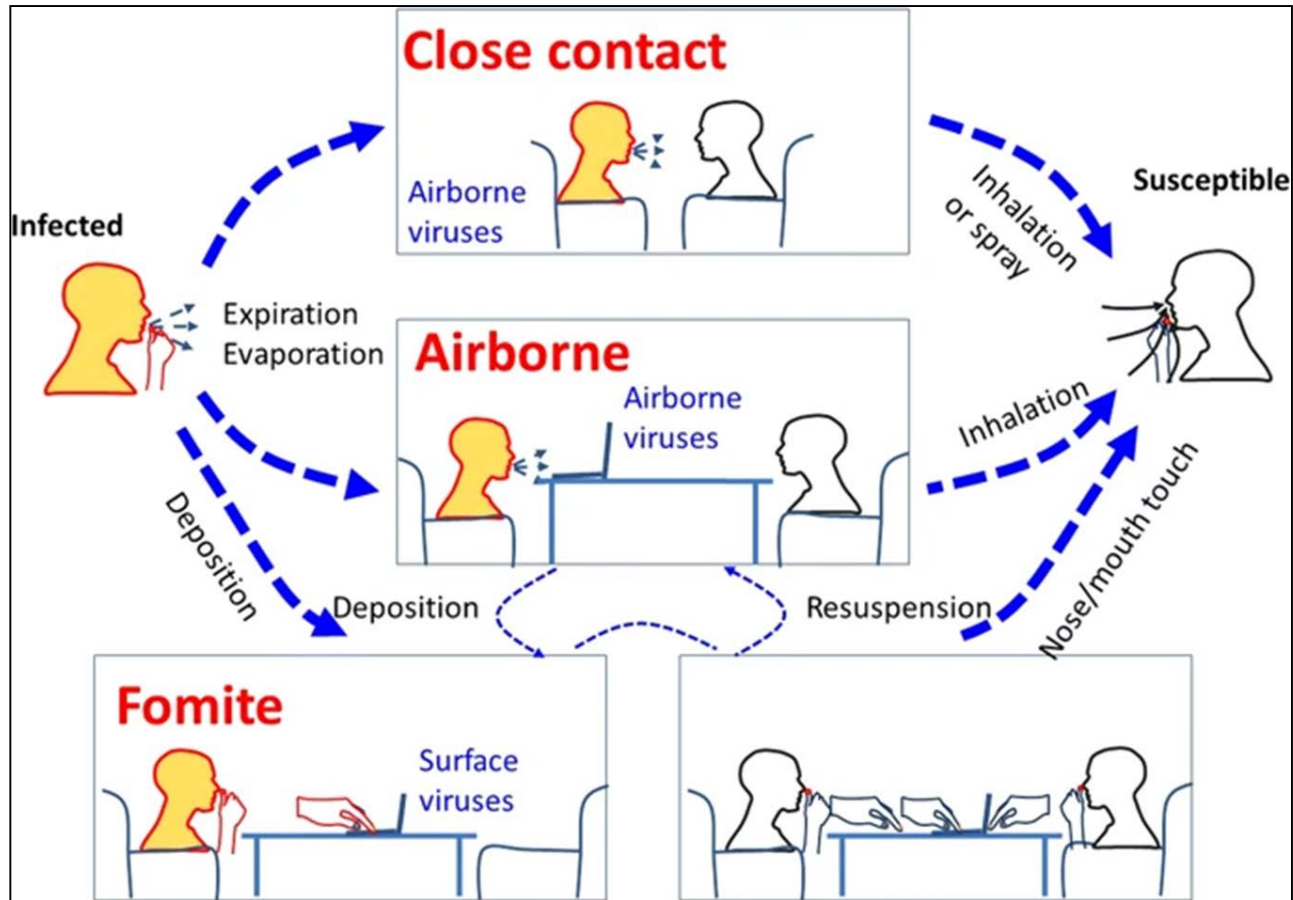 Close contact
Airborne
viruses
Inhalation
or spray
Susceptible
Infected
Expiration
Evaporation
Airborne
Airborne
viruses
Inhalation
Deposition
Deposition
Resuspension
Nose/mouth touch
Fomite
Surface
viruses